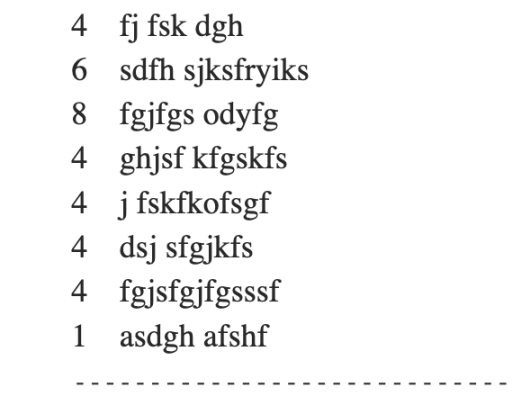 4 fj fsk dgh
6 sdfh sjksfryiks
8 fgjfgs odyfg
4 ghjsf kfgskfs
4 j fskfkofsgf
4 dsj sfgjkfs
4 fgjsfgjfgsssf
1 asdgh afshf
- - - - - - - - - - - - - - - - - - - - - - - - - - - - -